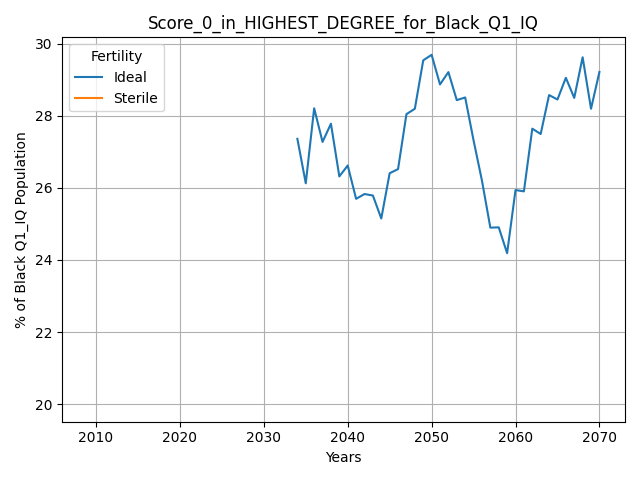 Score_0_in_HIGHEST_DEGREE_for_Black_Q1_IQ
Fertility
Ideal
Sterile
% of Black Q1_IQ Population
30
28
26
24
22
20
2010 2020 2030 2040 2050 2060 2070
Years